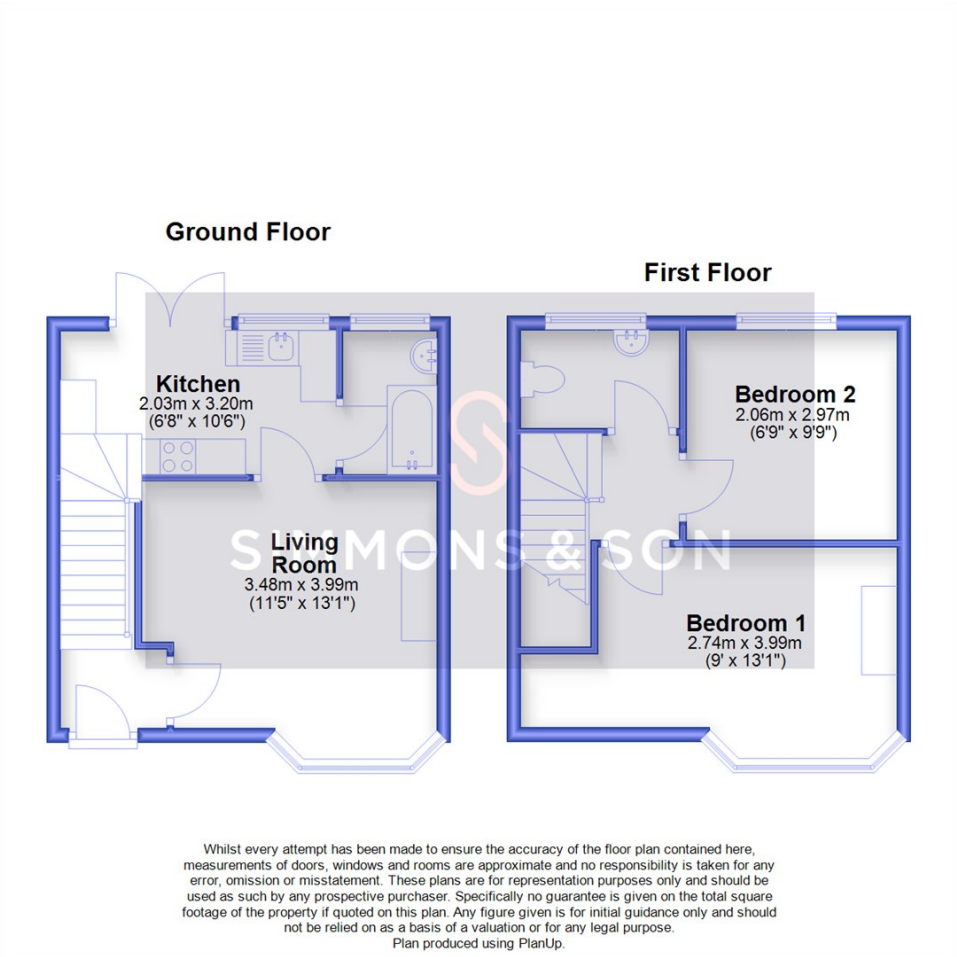 Ground Floor
First Floor
Kitchen
2.03m x 3.20m
(6'8" x 10'6")
Bedroom 2
2.06m x 2.97m
(6'9" x 9'9")
SIMMONS & SON
Living
Room
3.48m x 3.99m
(11'5" x 13'1")
Bedroom 1
2.74m x 3.99m
(9' x 13'1")
Whilst every attempt has been made to ensure the accuracy of the floor plan contained here,
measurements of doors, windows and rooms are approximate and no responsibility is taken for any
error, omission or misstatement. These plans are for representation purposes only and should be
used as such by any prospective purchaser. Specifically no guarantee is given on the total square
footage of the property if quoted on this plan. Any figure given is for initial guidance only and should
not be relied on as a basis of a valuation or for any legal purpose.
Plan produced using PlanUp.